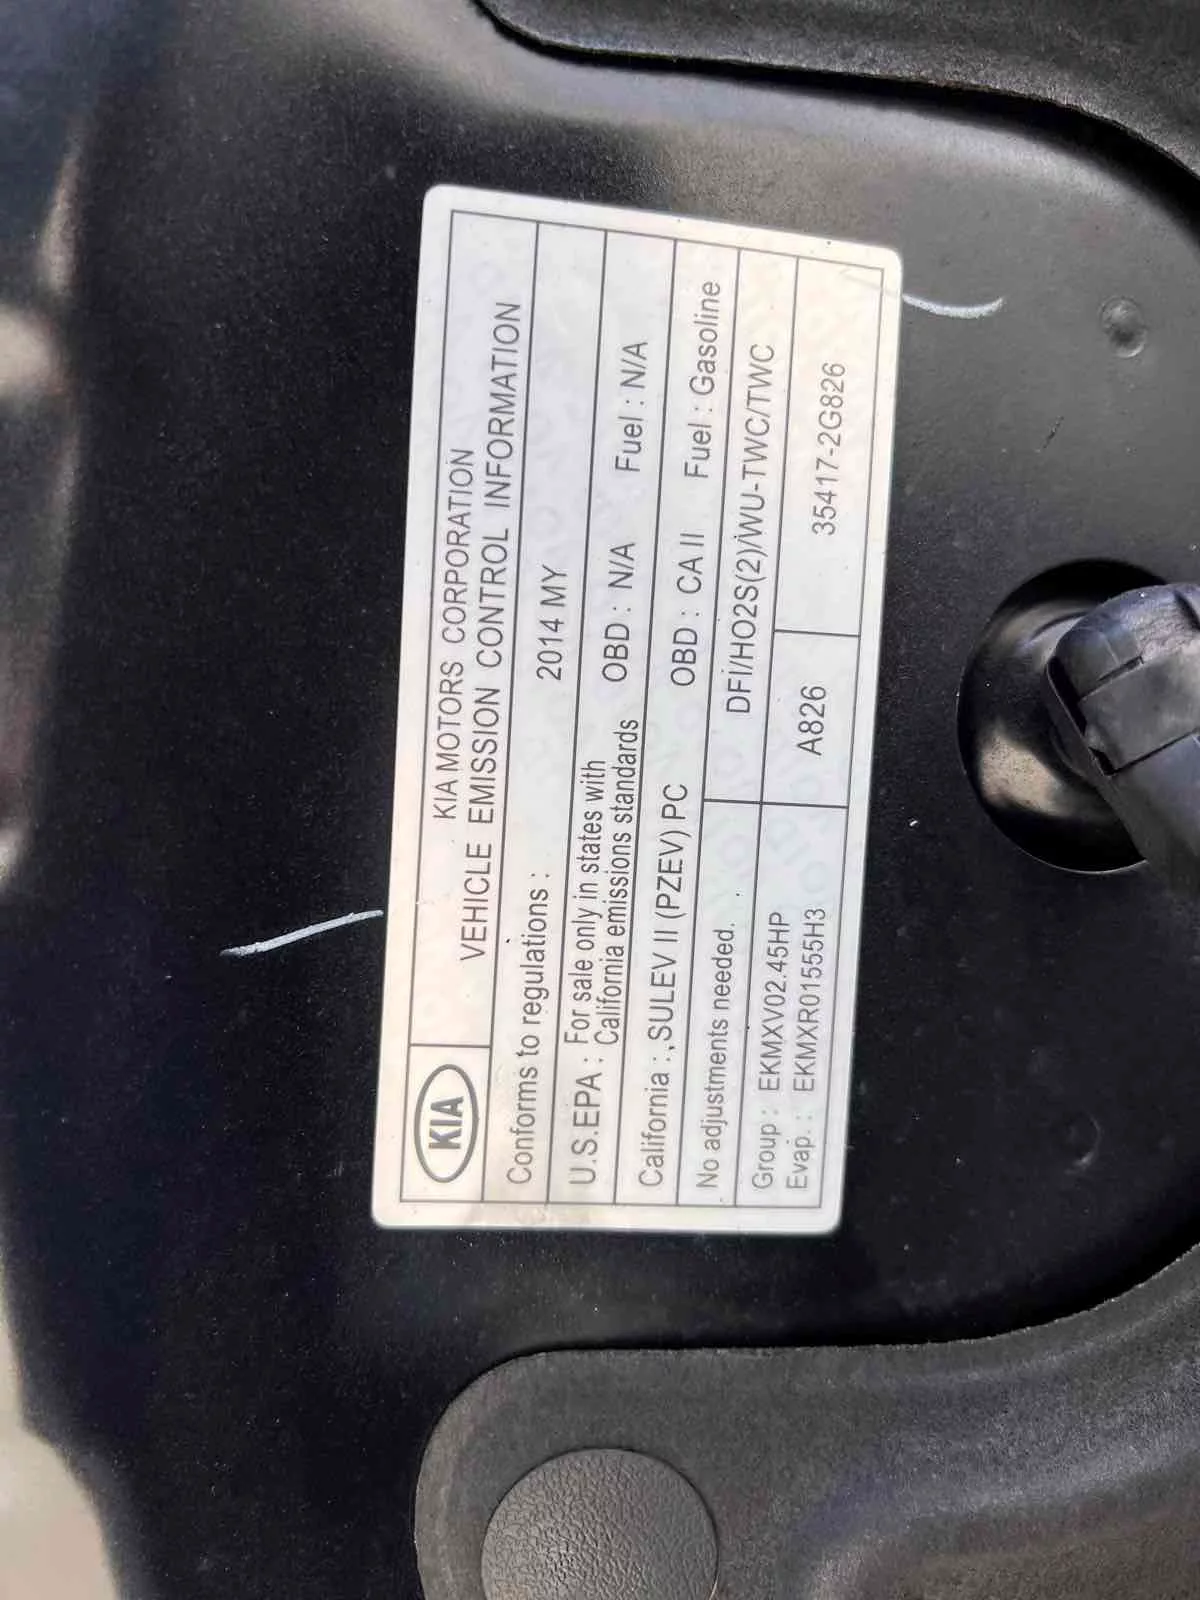 KIA
KIA MOTORS CORPORATION
VEHICLE EMISSION CONTROL INFORMATION
Conforms to regulations : 2014 MY
U.S.EPA : For sale only in states with
California emissions standards OBD : N/A Fuel : N/A
California : ,SULEV II (PZEV) PC OBD : CA II Fuel : Gasoline
No adjustments needed. DFI/HO2S(2)/WU-TWC/TWC
Group : EKMXV02.45HP
Evap. : EKMXR01555H3
A826
35417-2G826